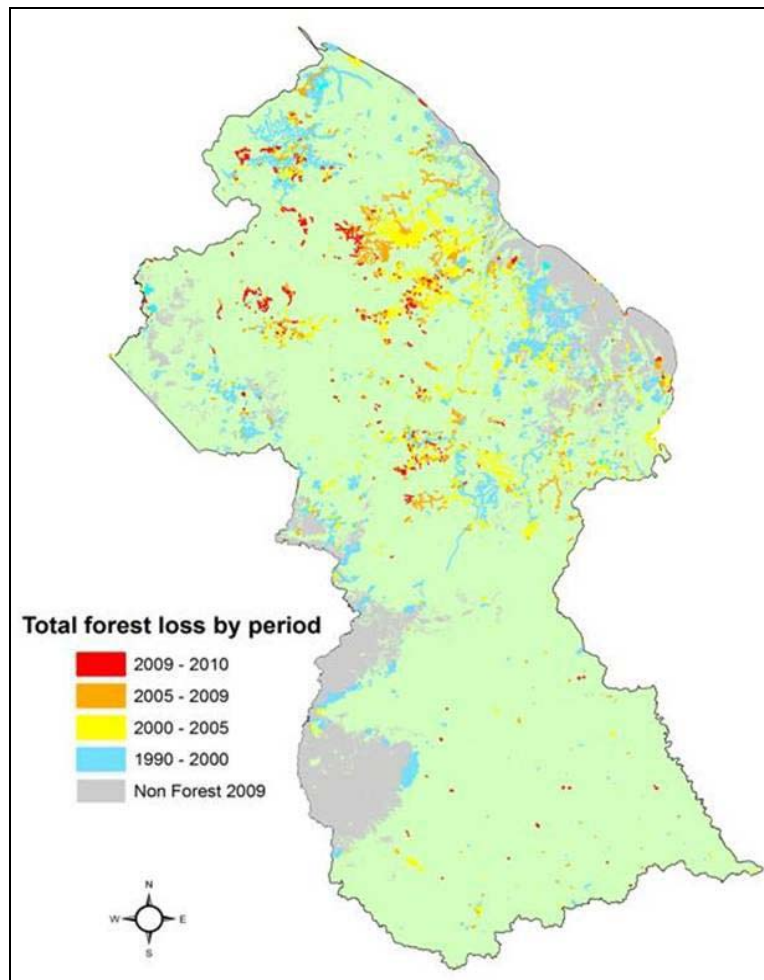 Total forest loss by period
2009 - 2010
2005 - 2009
2000 - 2005
1990 - 2000
Non Forest 2009
N
W E
S